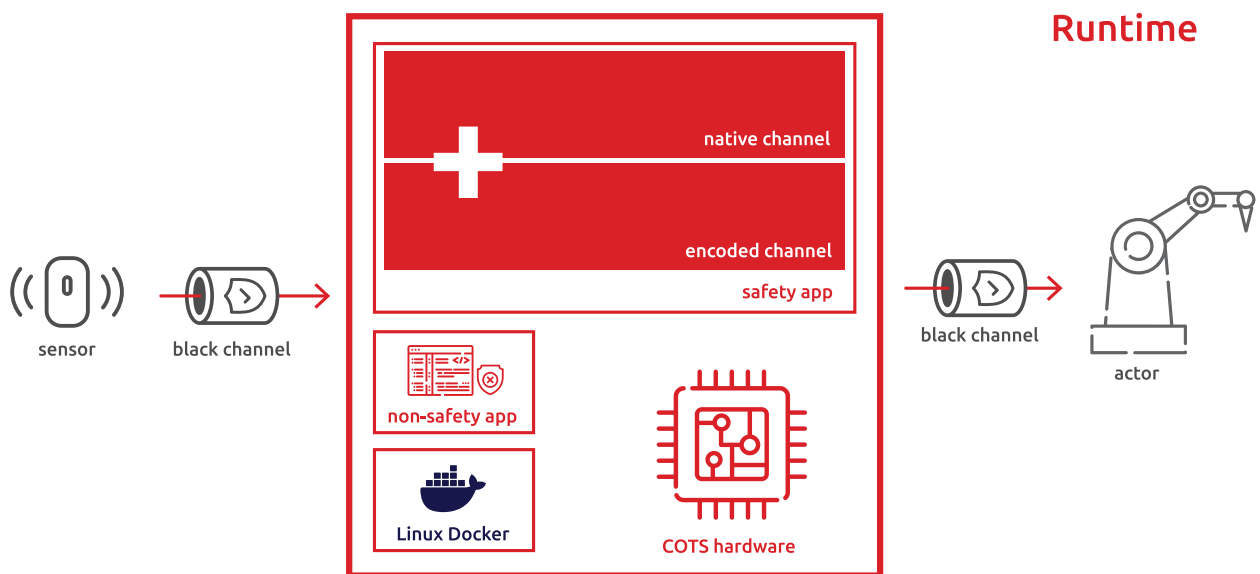 Runtime
native channel
encoded channel
safety app
sensor
black channel
black channel
actor
non-safety app
</>
Linux Docker
COTS hardware